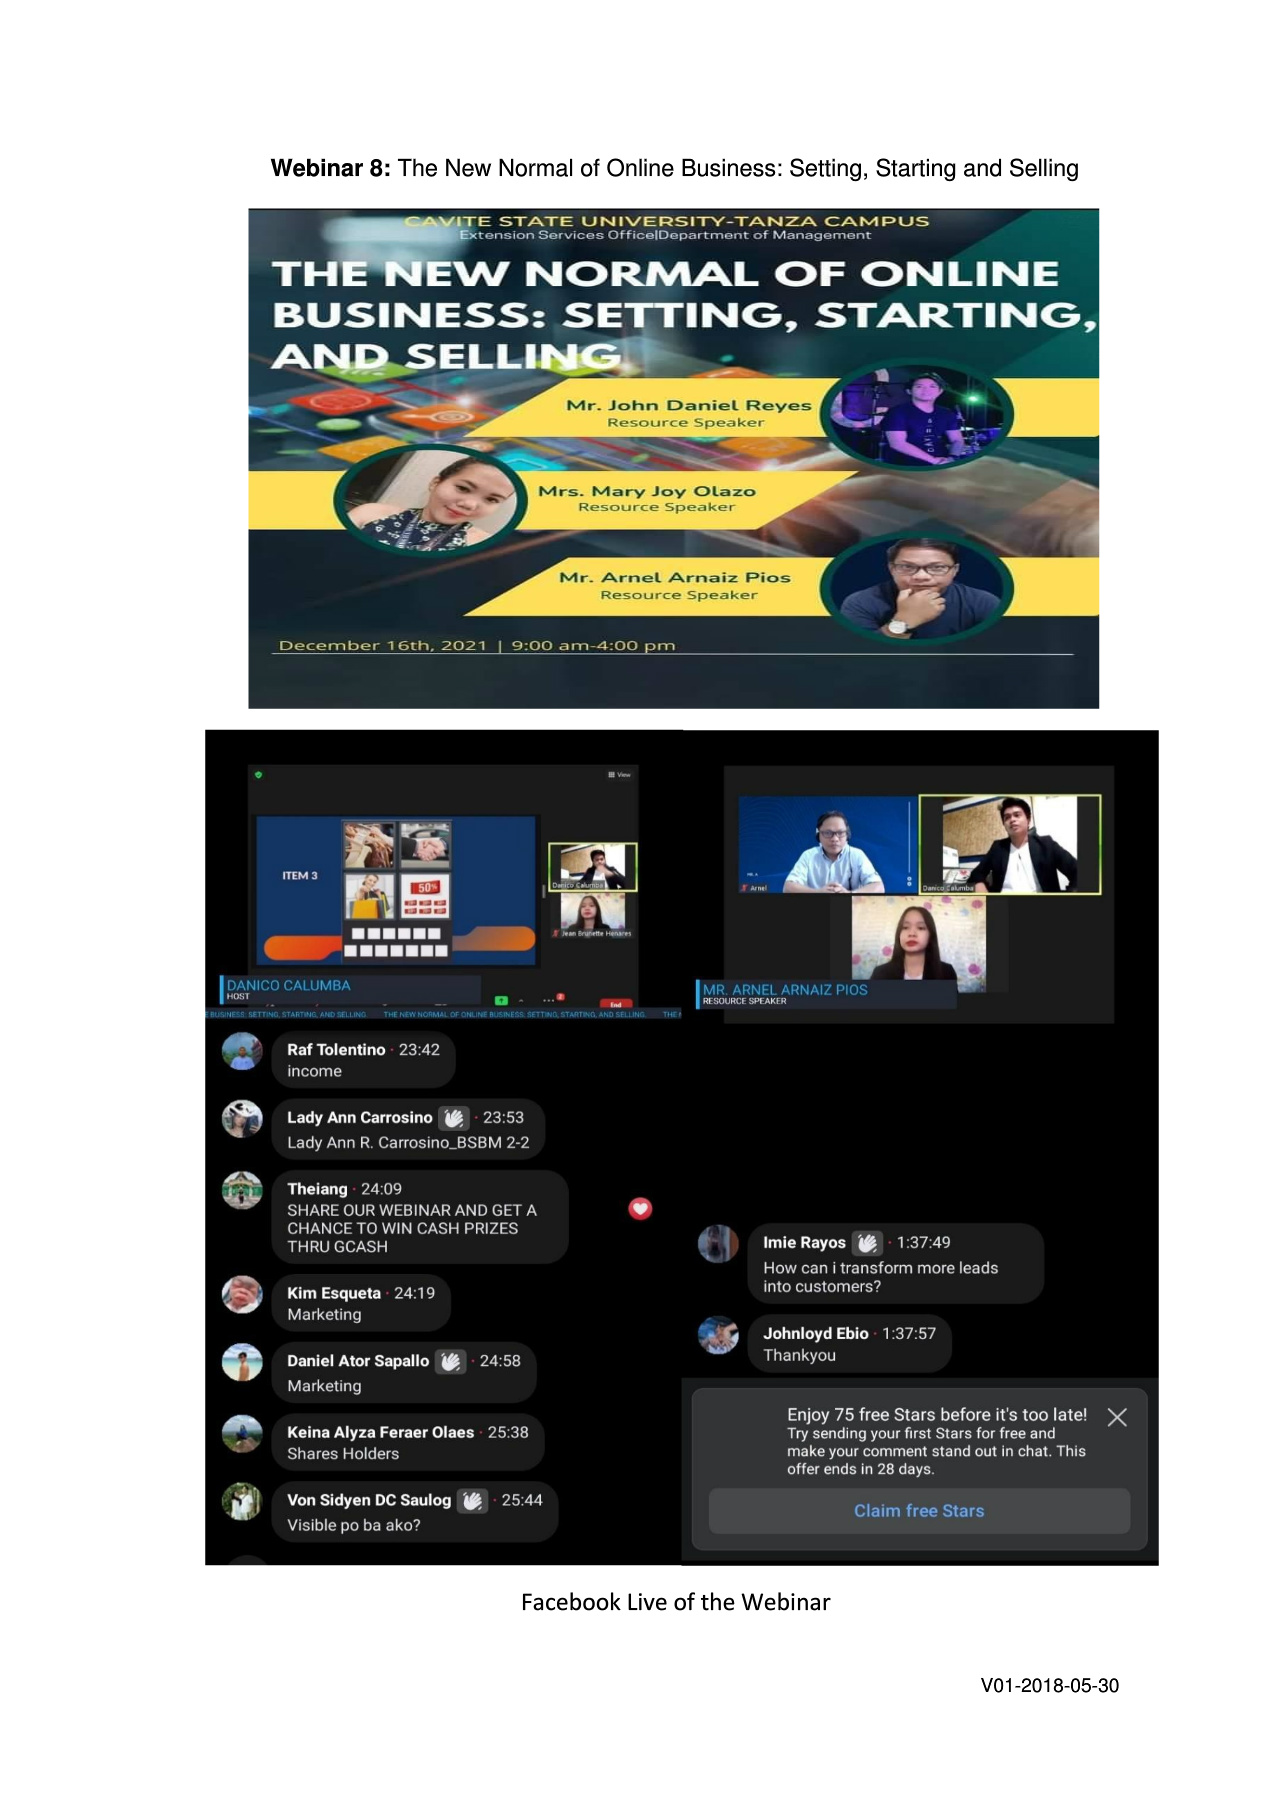 Webinar 8: The New Normal of Online Business: Setting, Starting and Selling
CAVITE STATE UNIVERSITY-TANZA CAMPUS
Extension Services Office|Department of Management
THE NEW NORMAL OF ONLINE
BUSINESS: SETTING, STARTING,
AND SELLING
Mr. John Daniel Reyes
Resource Speaker
Mrs. Mary Joy Olazo
Resource Speaker
Mr. Arnel Arnaiz Pios
Resource Speaker
December 16th, 2021 | 9:00 am-4:00 pm
View
ITEM 3
50%
Danico Calumba
Jean Brunette Henares
DANICO CALUMBA
HOST
End
E BUSINESS: SETTING, STARTING, AND SELLING. THE NEW NORMAL OF ONLINE BUSINESS: SETTING, STARTING, AND SELLING. THE
Raf Tolentino · 23:42
income
Lady Ann Carrosino · 23:53
Lady Ann R. Carrosino_BSBM 2-2
Theiang · 24:09
SHARE OUR WEBINAR AND GET A
CHANCE TO WIN CASH PRIZES
THRU GCASH
Kim Esqueta · 24:19
Marketing
Daniel Ator Sapallo · 24:58
Marketing
Keina Alyza Feraer Olaes · 25:38
Shares Holders
Von Sidyen DC Saulog · 25:44
Visible po ba ako?
Arnel
Danico Calumba
MR. ARNEL ARNAIZ PIOS
RESOURCE SPEAKER
Imie Rayos · 1:37:49
How can i transform more leads
into customers?
Johnloyd Ebio · 1:37:57
Thankyou
Enjoy 75 free Stars before it's too late!
Try sending your first Stars for free and
make your comment stand out in chat. This
offer ends in 28 days.
Claim free Stars
Facebook Live of the Webinar
V01-2018-05-30